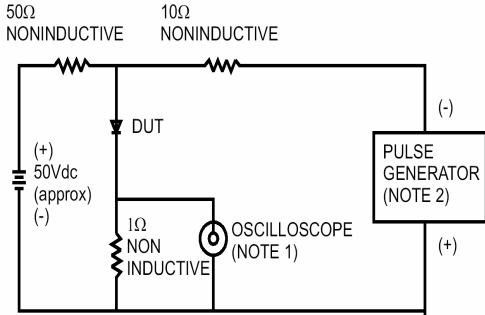 50Ω
NONINDUCTIVE
10Ω
NONINDUCTIVE
DUT
(+)
50Vdc
(approx)
(-)
1Ω
NON
INDUCTIVE
OSCILLOSCOPE
(NOTE 1)
(-)
PULSE
GENERATOR
(NOTE 2)
(+)